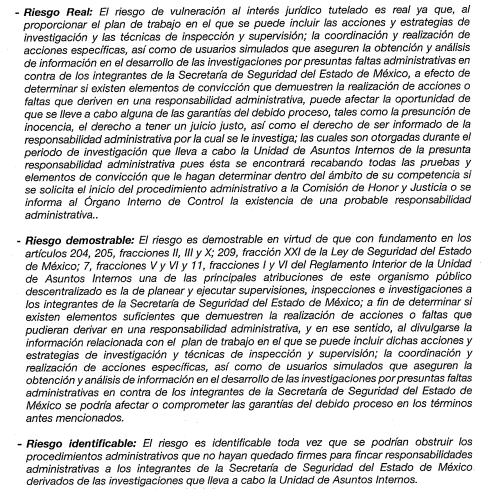 - Riesgo Real: El riesgo de vulneración al interés jurídico tutelado es real ya que, al
proporcionar el plan de trabajo en el que se puede incluir las acciones y estrategias de
investigación y las técnicas de inspección y supervisión; la coordinación y realización de
acciones específicas, así como de usuarios simulados que aseguren la obtención y análisis
de información en el desarrollo de las investigaciones por presuntas faltas administrativas en
contra de los integrantes de la Secretaría de Seguridad del Estado de México, a efecto de
determinar si existen elementos de convicción que demuestren la realización de acciones o
faltas que deriven en una responsabilidad administrativa, puede afectar la oportunidad de
que se lleve a cabo alguna de las garantías del debido proceso, tales como la presunción de
inocencia, el derecho a tener un juicio justo, así como el derecho de ser informado de la
responsabilidad administrativa por la cual se le investiga; las cuales son otorgadas durante el
período de investigación que lleva a cabo la Unidad de Asuntos Internos de la presunta
responsabilidad administrativa pues ésta se encontrará recabando todas las pruebas y
elementos de convicción que le hagan determinar dentro del ámbito de su competencia si
se solicita el inicio del procedimiento administrativo a la Comisión de Honor y Justicia o se
informa al Órgano Interno de Control la existencia de una probable responsabilidad
administrativa..
- Riesgo demostrable: El riesgo es demostrable en virtud de que con fundamento en los
artículos 204, 205, fracciones II, III y X; 209, fracción XXI de la Ley de Seguridad del Estado
de México; 7, fracciones V y VI y 11, fracciones I y VI del Reglamento Interior de la Unidad
de Asuntos Internos una de las principales atribuciones de este organismo público
descentralizado es la de planear y ejecutar supervisiones, inspecciones e investigaciones a
los integrantes de la Secretaría de Seguridad del Estado de México; a fin de determinar si
existen elementos suficientes que demuestren la realización de acciones o faltas que
pudieran derivar en una responsabilidad administrativa, y en ese sentido, al divulgarse la
información relacionada con el plan de trabajo en el que se puede incluir dichas acciones y
estrategias de investigación y técnicas de inspección y supervisión; la coordinación y
realización de acciones específicas, así como de usuarios simulados que aseguren la
obtención y análisis de información en el desarrollo de las investigaciones por presuntas faltas
administrativas en contra de los integrantes de la Secretaría de Seguridad del Estado de
México se podría afectar o comprometer las garantías del debido proceso en los términos
antes mencionados.
- Riesgo identificable: El riesgo es identificable toda vez que se podrían obstruir los
procedimientos administrativos que no hayan quedado firmes para fincar responsabilidades
administrativas a los integrantes de la Secretaría de Seguridad del Estado de México
derivados de las investigaciones que lleva a cabo la Unidad de Asuntos Internos.